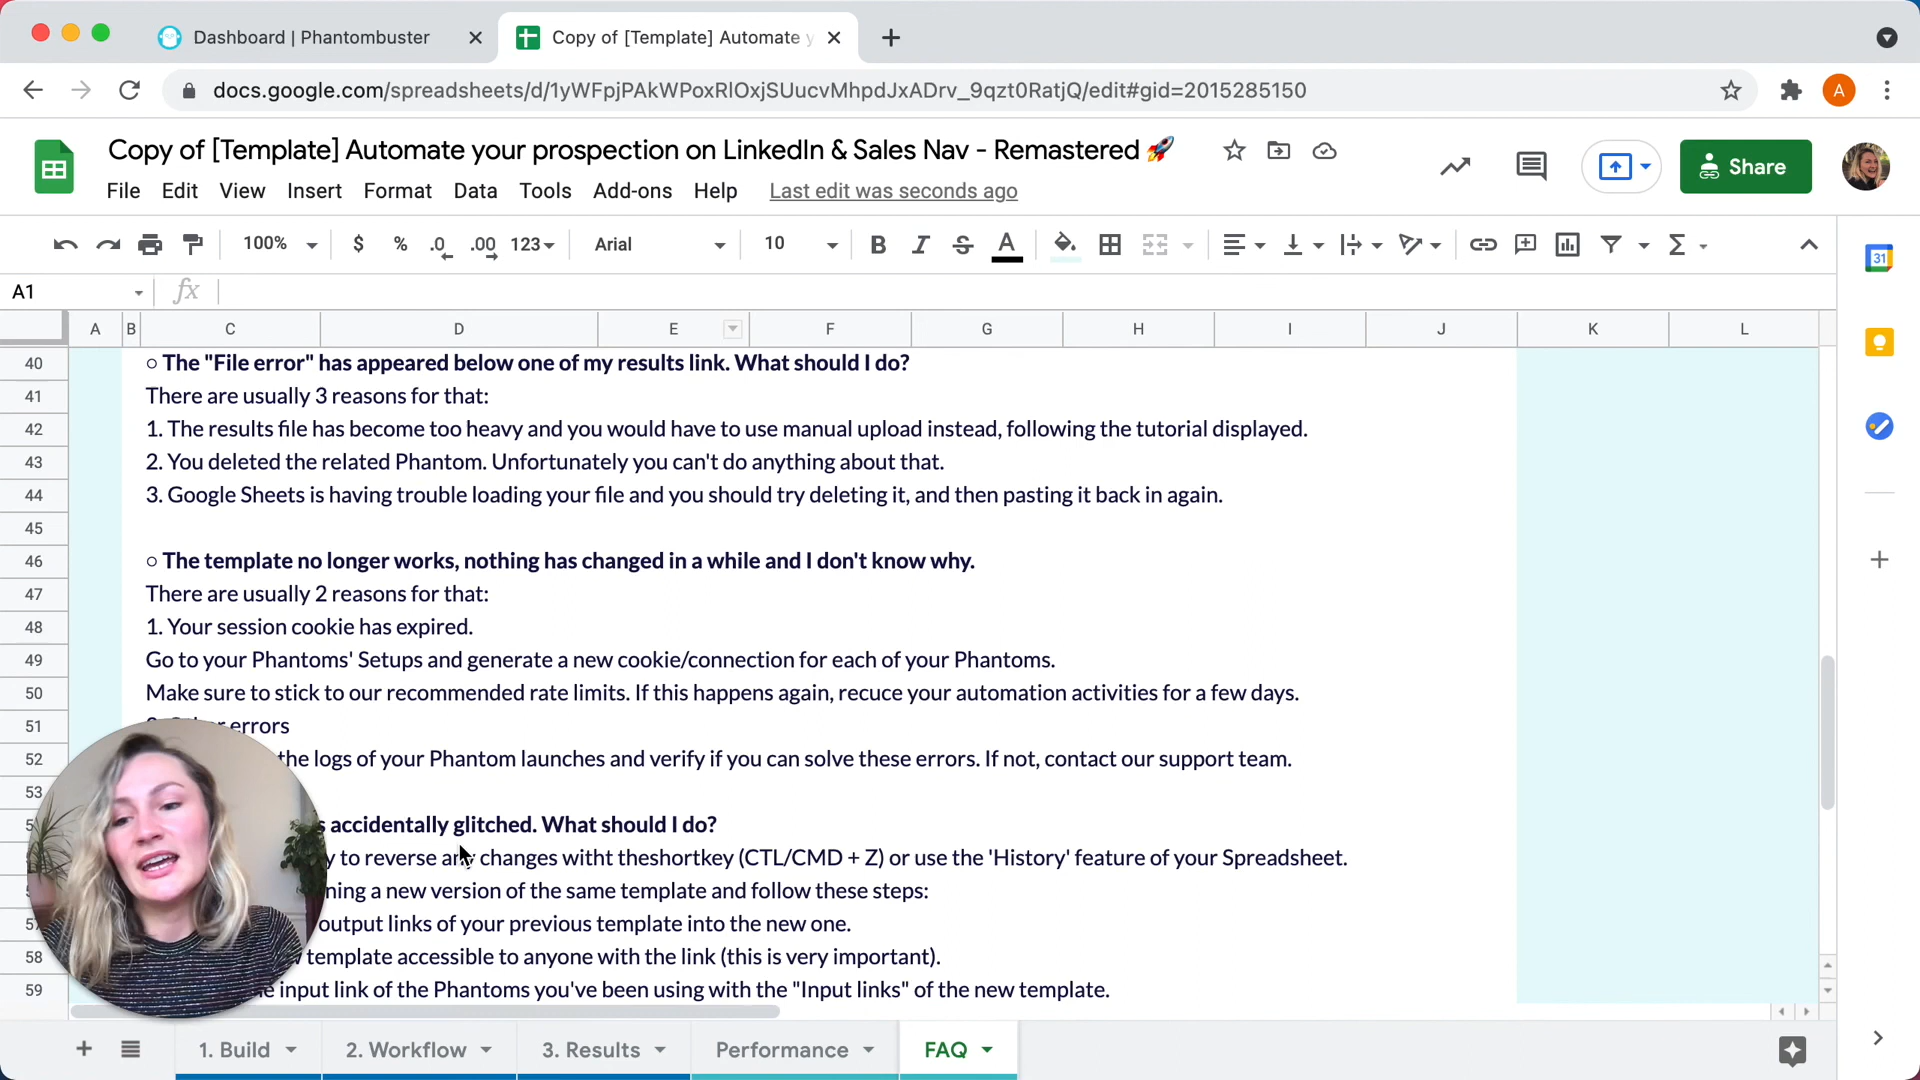 Dashboard | Phantombuster
Copy of [Template] Automate y
docs.google.com/spreadsheets/d/1yWFpjPAkWPoxRlOxjSUucvMhpdJxADrv_9qzt0RatjQ/edit#gid=2015285150
A
Copy of [Template] Automate your prospection on LinkedIn & Sales Nav - Remastered 🚀
Share
File Edit View Insert Format Data Tools Add-ons Help Last edit was seconds ago
100% $ % .0 .00 123 Arial 10 B I S A Σ
31
A1 fx
A B C D E F G H I J K L
40 ○ The "File error" has appeared below one of my results link. What should I do?
41 There are usually 3 reasons for that:
42 1. The results file has become too heavy and you would have to use manual upload instead, following the tutorial displayed.
43 2. You deleted the related Phantom. Unfortunately you can't do anything about that.
44 3. Google Sheets is having trouble loading your file and you should try deleting it, and then pasting it back in again.
45
46 ○ The template no longer works, nothing has changed in a while and I don't know why.
47 There are usually 2 reasons for that:
48 1. Your session cookie has expired.
49 Go to your Phantoms' Setups and generate a new cookie/connection for each of your Phantoms.
50 Make sure to stick to our recommended rate limits. If this happens again, recuce your automation activities for a few days.
51 errors
52 the logs of your Phantom launches and verify if you can solve these errors. If not, contact our support team.
53
accidentally glitched. What should I do?
to reverse any changes witht theshortkey (CTL/CMD + Z) or use the 'History' feature of your Spreadsheet.
a new version of the same template and follow these steps:
output links of your previous template into the new one.
58 template accessible to anyone with the link (this is very important).
59 input link of the Phantoms you've been using with the "Input links" of the new template.
1. Build 2. Workflow 3. Results Performance FAQ